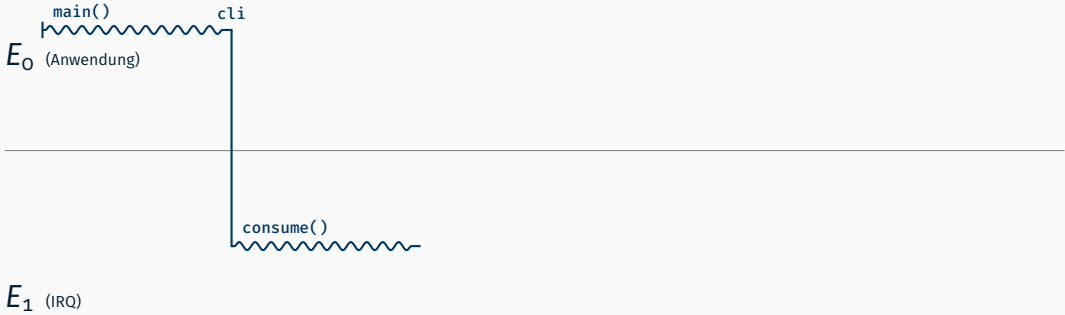 main() cli
E₀ (Anwendung)
consume()
E₁ (IRQ)